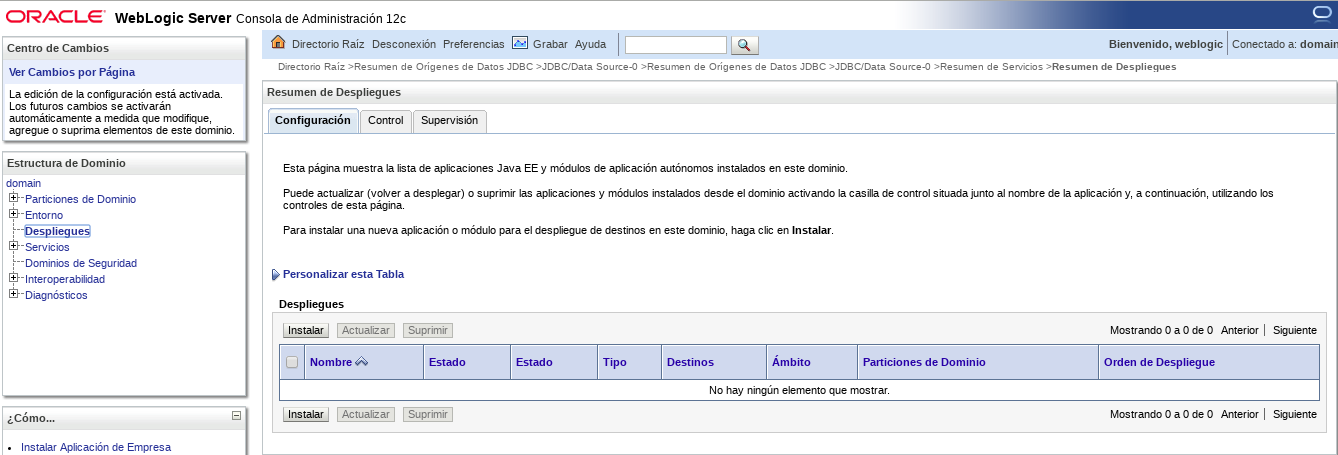 ORACLE WebLogic Server Consola de Administración 12c
Centro de Cambios
Ver Cambios por Página
La edición de la configuración está activada.
Los futuros cambios se activarán
automáticamente a medida que modifique,
agregue o suprima elementos de este dominio.
Estructura de Dominio
domain
Particiones de Dominio
Entorno
Despliegues
Servicios
Dominios de Seguridad
Interoperabilidad
Diagnósticos
¿Cómo...
Instalar Aplicación de Empresa
Directorio Raíz Desconexión Preferencias Grabar Ayuda
Bienvenido, weblogic Conectado a: domain
Directorio Raíz >Resumen de Orígenes de Datos JDBC >JDBC/Data Source-0 >Resumen de Orígenes de Datos JDBC >JDBC/Data Source-0 >Resumen de Servicios >Resumen de Despliegues
Resumen de Despliegues
Configuración Control Supervisión
Esta página muestra la lista de aplicaciones Java EE y módulos de aplicación autónomos instalados en este dominio.
Puede actualizar (volver a desplegar) o suprimir las aplicaciones y módulos instalados desde el dominio activando la casilla de control situada junto al nombre de la aplicación y, a continuación, utilizando los
controles de esta página.
Para instalar una nueva aplicación o módulo para el despliegue de destinos en este dominio, haga clic en Instalar.
Personalizar esta Tabla
Despliegues
Instalar Actualizar Suprimir Mostrando 0 a 0 de 0 Anterior Siguiente
Nombre Estado Estado Tipo Destinos Ámbito Particiones de Dominio Orden de Despliegue
No hay ningún elemento que mostrar.
Instalar Actualizar Suprimir Mostrando 0 a 0 de 0 Anterior Siguiente